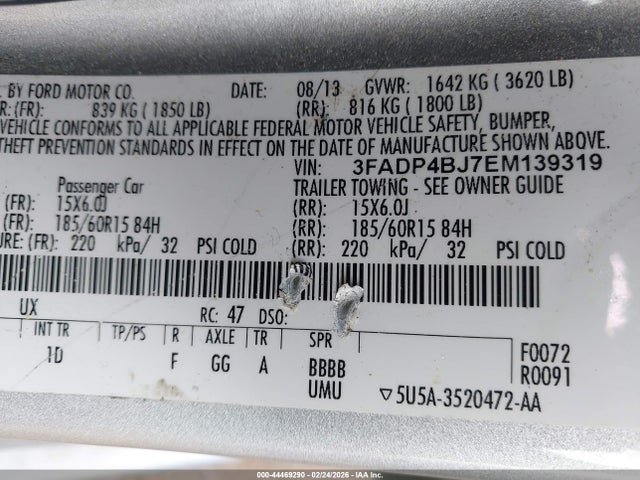 BY FORD MOTOR CO. DATE: 08/13 GVWR: 1642 KG ( 3620 LB)
(FR): 839 KG ( 1850 LB) (RR): 816 KG ( 1800 LB)
VEHICLE CONFORMS TO ALL APPLICABLE FEDERAL MOTOR VEHICLE SAFETY, BUMPER,
THEFT PREVENTION STANDARDS IN EFFECT ON THE DATE OF MANUFACTURE SHOWN ABOVE.
VIN: 3FADP4BJ7EM139319
Passenger Car TRAILER TOWING - SEE OWNER GUIDE
(FR): 15X6.0J (RR): 15X6.0J
185/60R15 84H (RR): 185/60R15 84H
(FR): 220 kPa/ 32 PSI COLD (RR): 220 kPa/ 32 PSI COLD
UX RC: 47 DSO:
INT TR TP/PS R AXLE TR SPR F0072
1D F GG A BBBB R0091
UMU ▽5U5A-3520472-AA
000-44469290 - 02/24/2026 - IAA Inc.